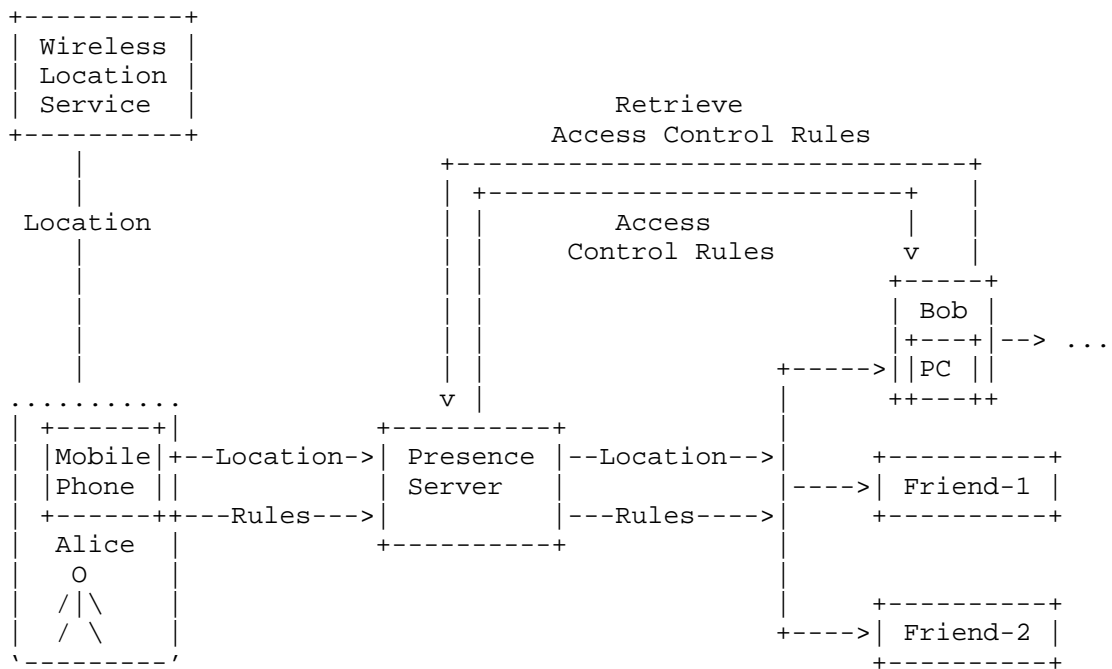 Wireless
Location
Service
Retrieve
Access Control Rules
Location
Access
Control Rules
Bob
...
PC
Mobile
Phone
Location
Presence
Server
Location
Friend-1
Rules
Rules
Alice
Friend-2